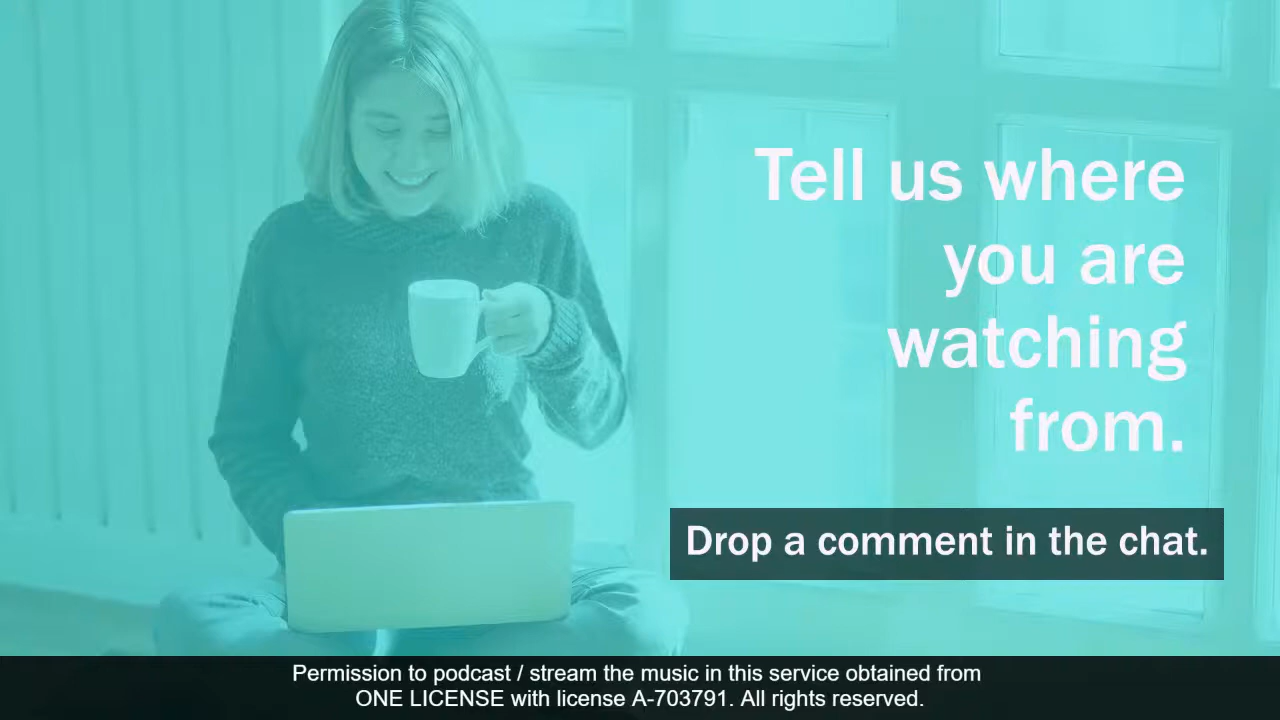 Tell us where
you are
watching
from.
Drop a comment in the chat.
Permission to podcast / stream the music in this service obtained from
ONE LICENSE with license A-703791. All rights reserved.